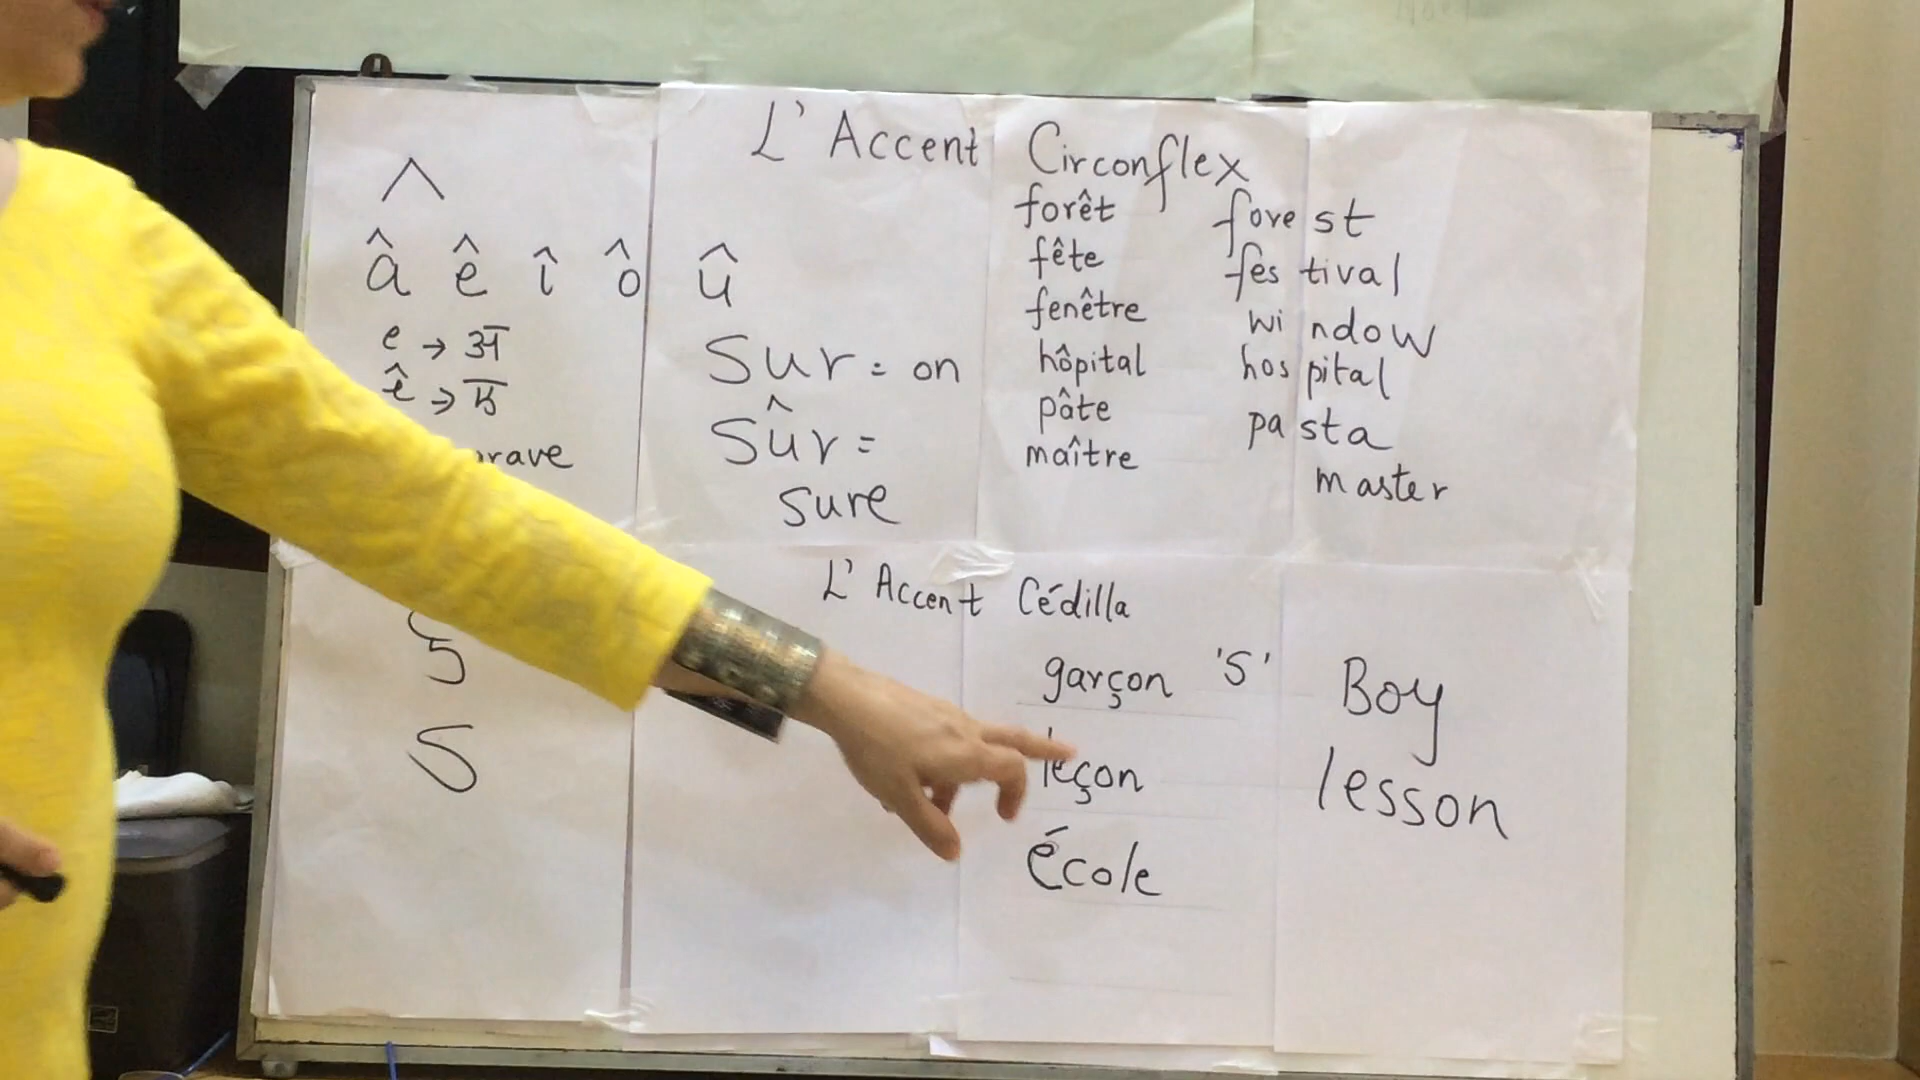 L'Accent Circonflex
^
â ê î ô û
e → अ
ê → ए
grave
Sur = on
Sûr =
sure
forêt forest
fête festival
fenêtre window
hôpital hospital
pâte pasta
maître master
L'Accent Cédilla
Ç
S
garçon 'S' Boy
leçon lesson
école